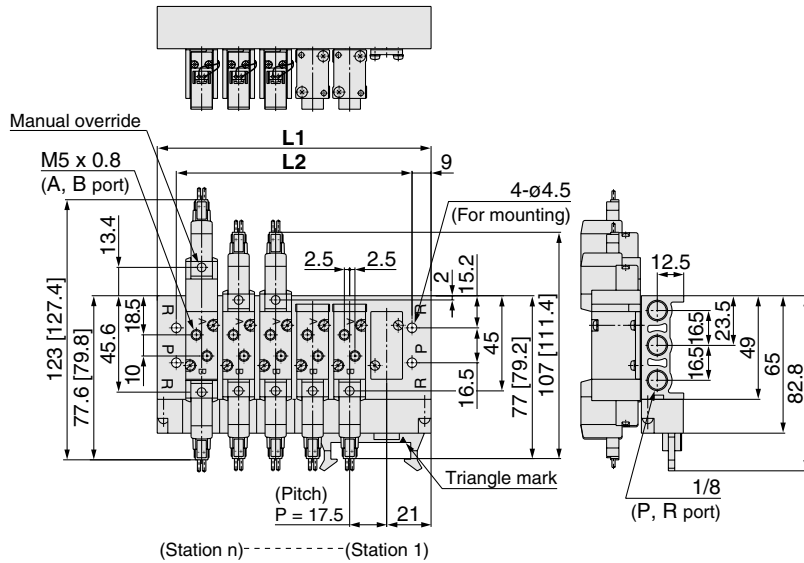 Manual override
L1
L2
9
M5 x 0.8
(A, B port)
4-ø4.5
(For mounting)
13.4
2.5
2.5
2
15.2
12.5
123 [127.4]
77.6 [79.8]
45.6
18.5
10
R
P
R
A
B
A
B
A
B
A
B
A
B
R
P
R
16.5
45
77 [79.2]
107 [111.4]
16.5
16.5
23.5
49
65
82.8
Triangle mark
(Pitch)
P = 17.5
21
1/8
(P, R port)
(Station n)
(Station 1)